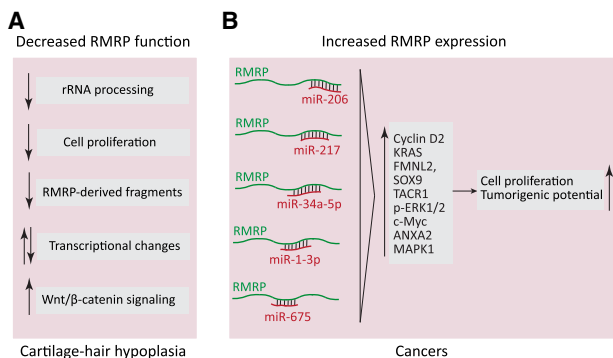 A
Decreased RMRP function
rRNA processing
Cell proliferation
RMRP-derived fragments
Transcriptional changes
Wnt/β-catenin signaling
Cartilage-hair hypoplasia
B
Increased RMRP expression
RMRP
miR-206
RMRP
miR-217
RMRP
miR-34a-5p
RMRP
miR-1-3p
RMRP
miR-675
Cyclin D2
KRAS
FMNL2,
SOX9
TACR1
p-ERK1/2
c-Myc
ANXA2
MAPK1
Cell proliferation
Tumorigenic potential
Cancers